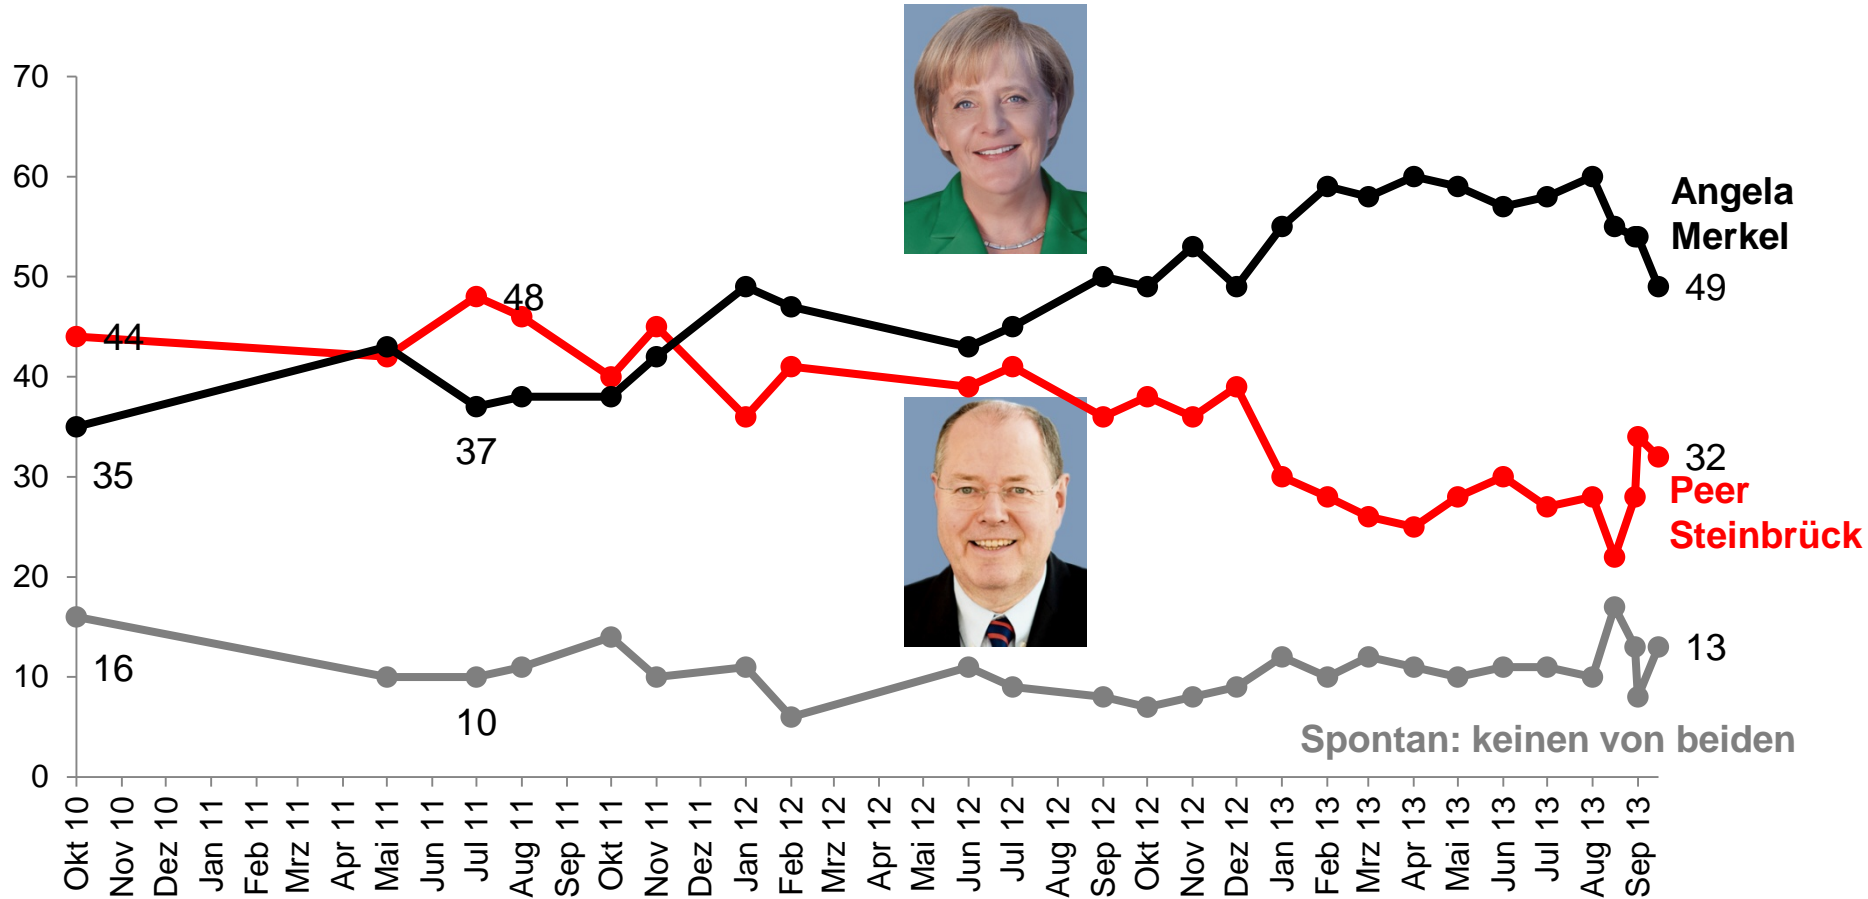 70
60
50
40
30
20
10
0
Angela
Merkel
49
48
44
37
35
32
Peer
Steinbrück
16
10
13
Spontan: keinen von beiden
Okt 10
Nov 10
Dez 10
Jan 11
Feb 11
Mrz 11
Apr 11
Mai 11
Jun 11
Jul 11
Aug 11
Sep 11
Okt 11
Nov 11
Dez 11
Jan 12
Feb 12
Mrz 12
Apr 12
Mai 12
Jun 12
Jul 12
Aug 12
Sep 12
Okt 12
Nov 12
Dez 12
Jan 13
Feb 13
Mrz 13
Apr 13
Mai 13
Jun 13
Jul 13
Aug 13
Sep 13